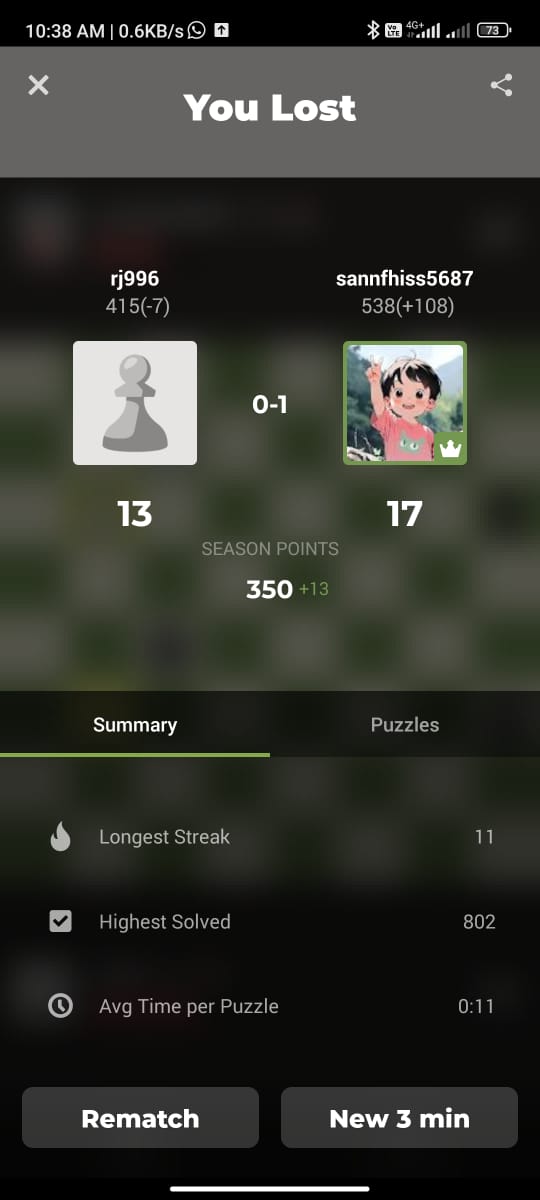 10:38 AM | 0.6KB/s
Vo LTE 4G+ 73
You Lost
rj996 sannfhiss5687
415(-7) 538(+108)
0-1
13 17
SEASON POINTS
350 +13
Summary Puzzles
Longest Streak 11
Highest Solved 802
Avg Time per Puzzle 0:11
Rematch New 3 min